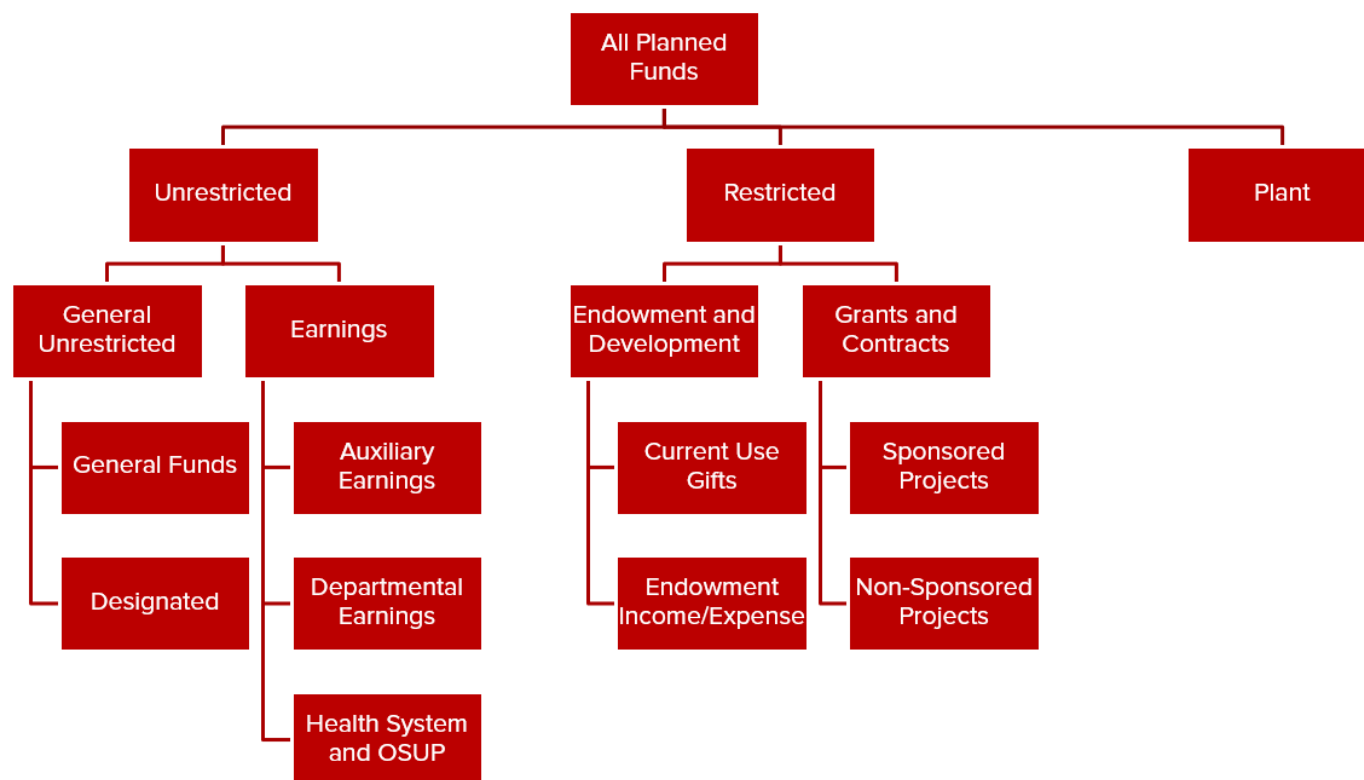 All Planned
Funds
Unrestricted
Restricted
Plant
General
Unrestricted
Earnings
Endowment and
Development
Grants and
Contracts
General Funds
Auxiliary
Earnings
Current Use
Gifts
Sponsored
Projects
Designated
Departmental
Earnings
Endowment
Income/Expense
Non-Sponsored
Projects
Health System
and OSUP